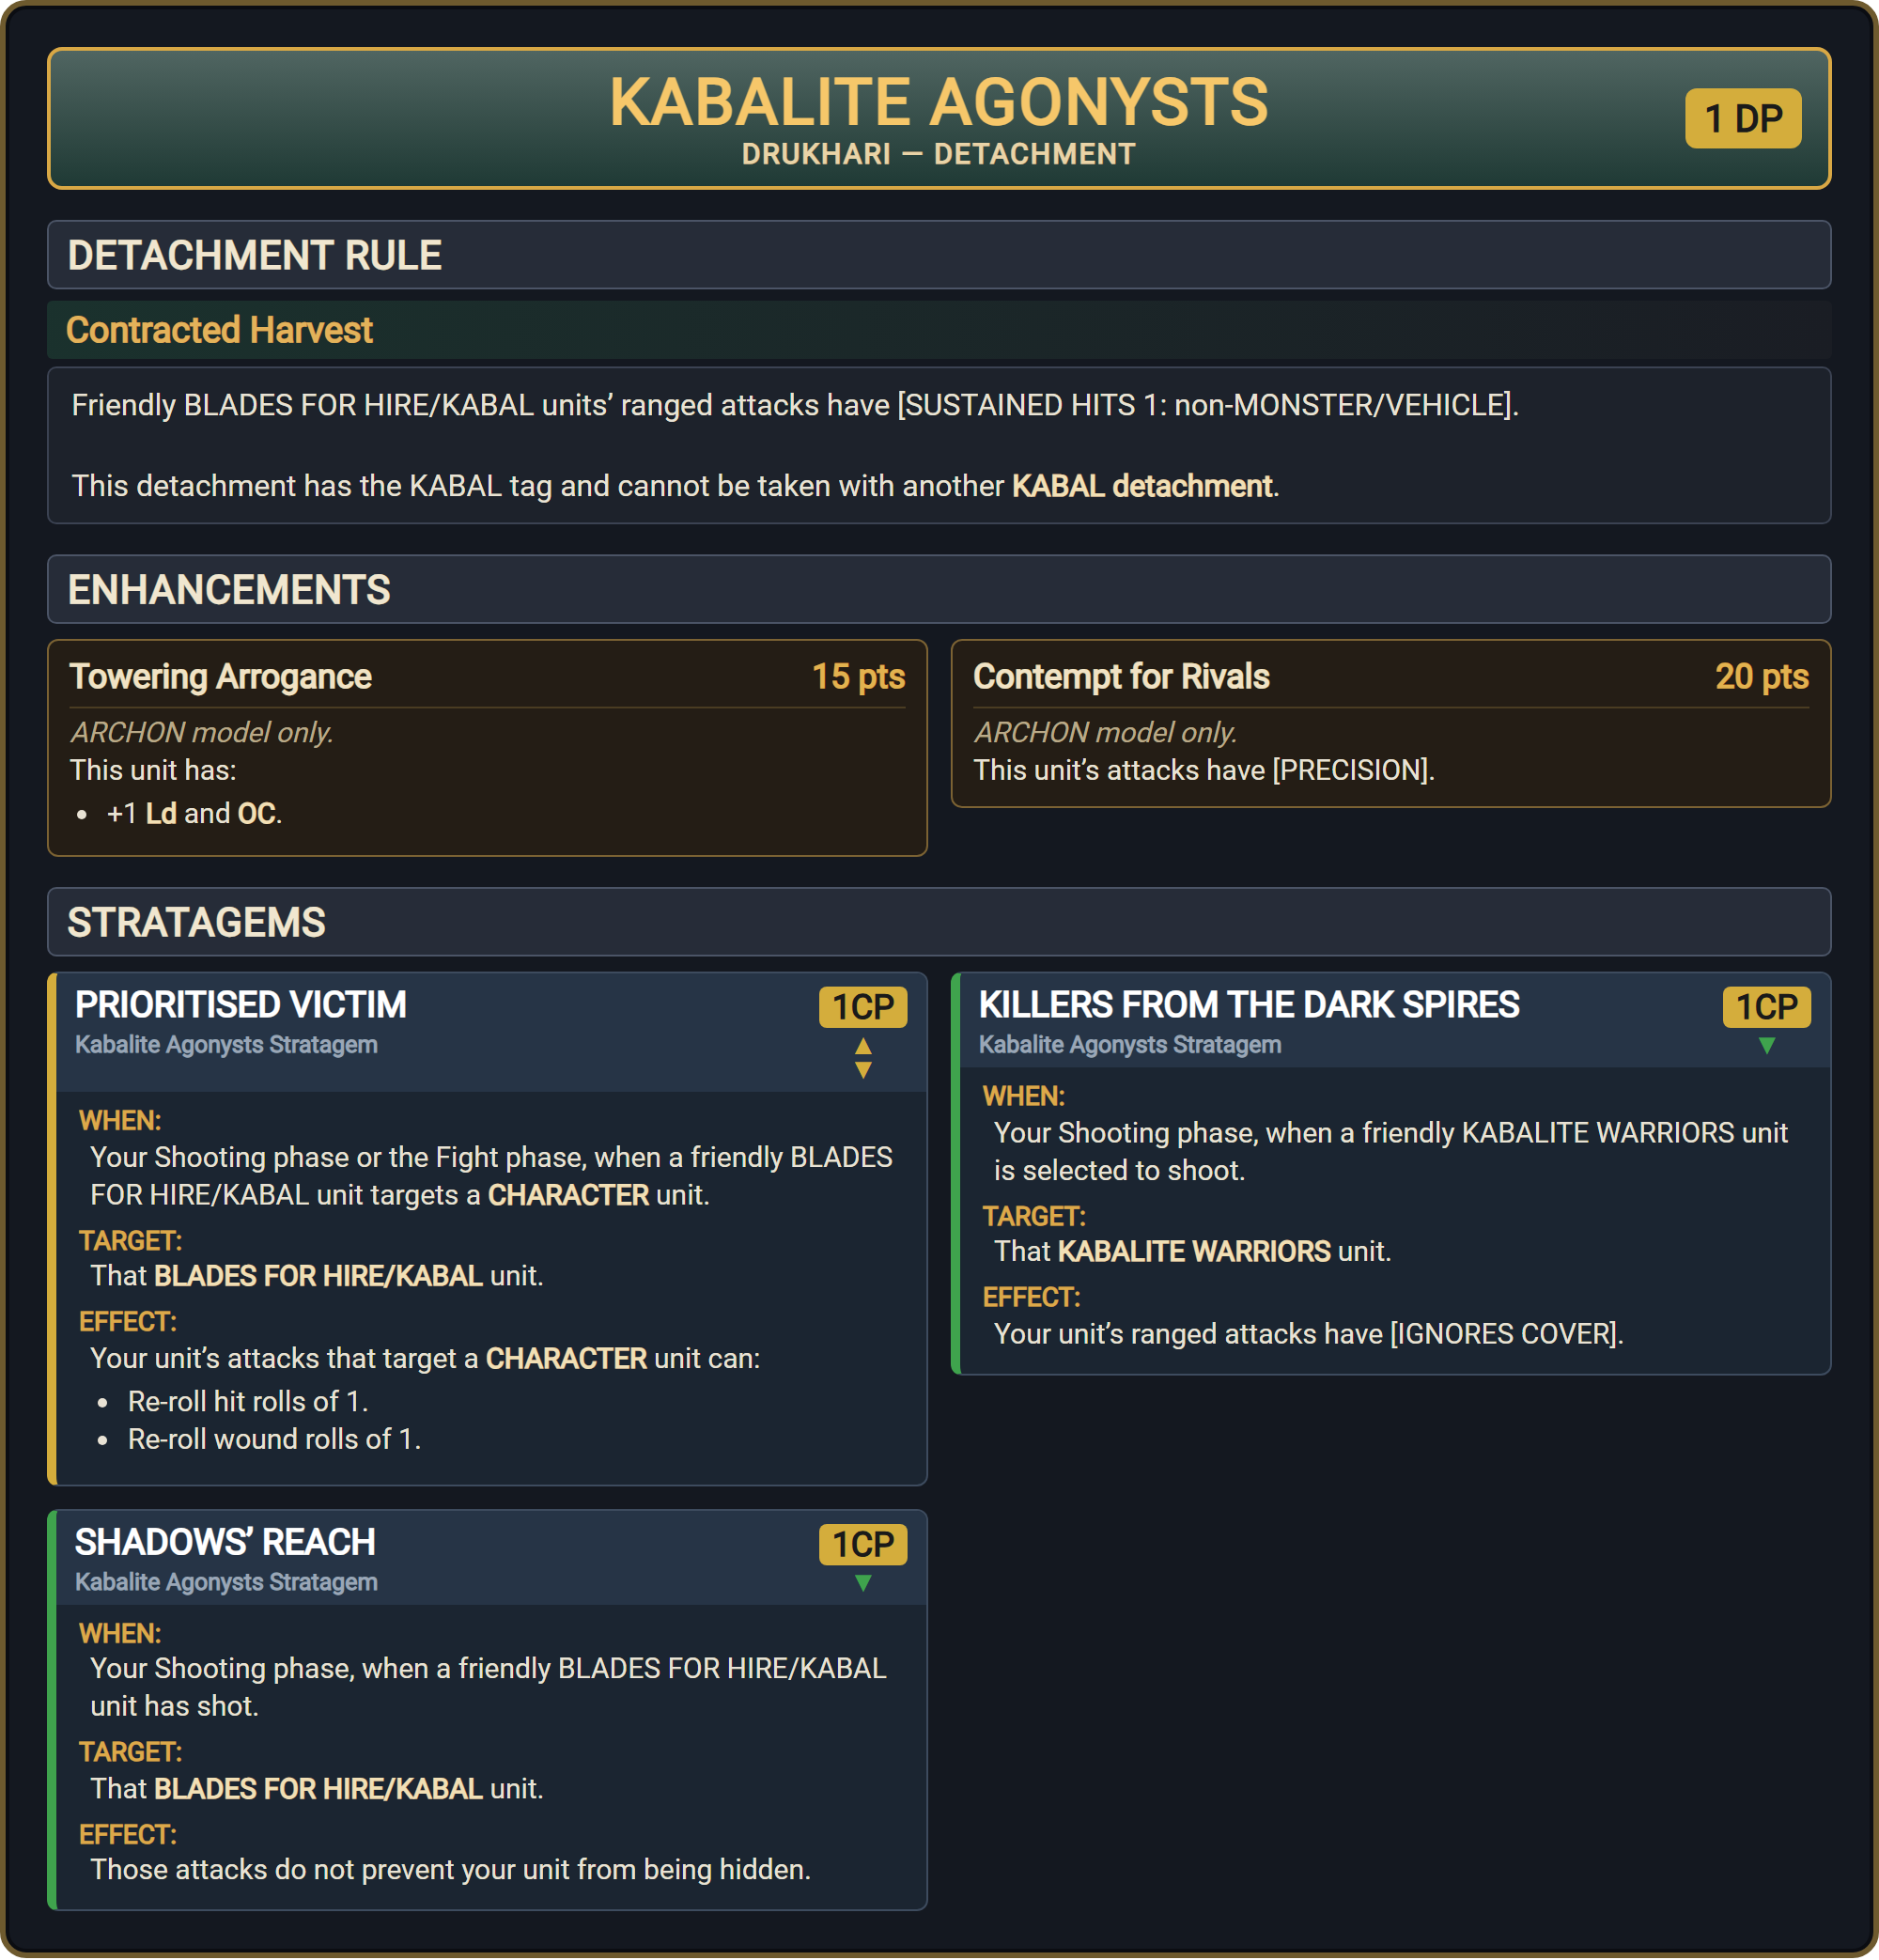 KABALITE AGONYSTS
DRUKHARI — DETACHMENT
1 DP
DETACHMENT RULE
Contracted Harvest
Friendly BLADES FOR HIRE/KABAL units’ ranged attacks have [SUSTAINED HITS 1: non-MONSTER/VEHICLE].
This detachment has the KABAL tag and cannot be taken with another KABAL detachment.
ENHANCEMENTS
Towering Arrogance 15 pts
ARCHON model only.
This unit has:
• +1 Ld and OC.
Contempt for Rivals 20 pts
ARCHON model only.
This unit’s attacks have [PRECISION].
STRATAGEMS
PRIORITISED VICTIM 1CP
Kabalite Agonysts Stratagem
WHEN:
Your Shooting phase or the Fight phase, when a friendly BLADES
FOR HIRE/KABAL unit targets a CHARACTER unit.
TARGET:
That BLADES FOR HIRE/KABAL unit.
EFFECT:
Your unit’s attacks that target a CHARACTER unit can:
• Re-roll hit rolls of 1.
• Re-roll wound rolls of 1.
KILLERS FROM THE DARK SPIRES 1CP
Kabalite Agonysts Stratagem
WHEN:
Your Shooting phase, when a friendly KABALITE WARRIORS unit
is selected to shoot.
TARGET:
That KABALITE WARRIORS unit.
EFFECT:
Your unit’s ranged attacks have [IGNORES COVER].
SHADOWS’ REACH 1CP
Kabalite Agonysts Stratagem
WHEN:
Your Shooting phase, when a friendly BLADES FOR HIRE/KABAL
unit has shot.
TARGET:
That BLADES FOR HIRE/KABAL unit.
EFFECT:
Those attacks do not prevent your unit from being hidden.